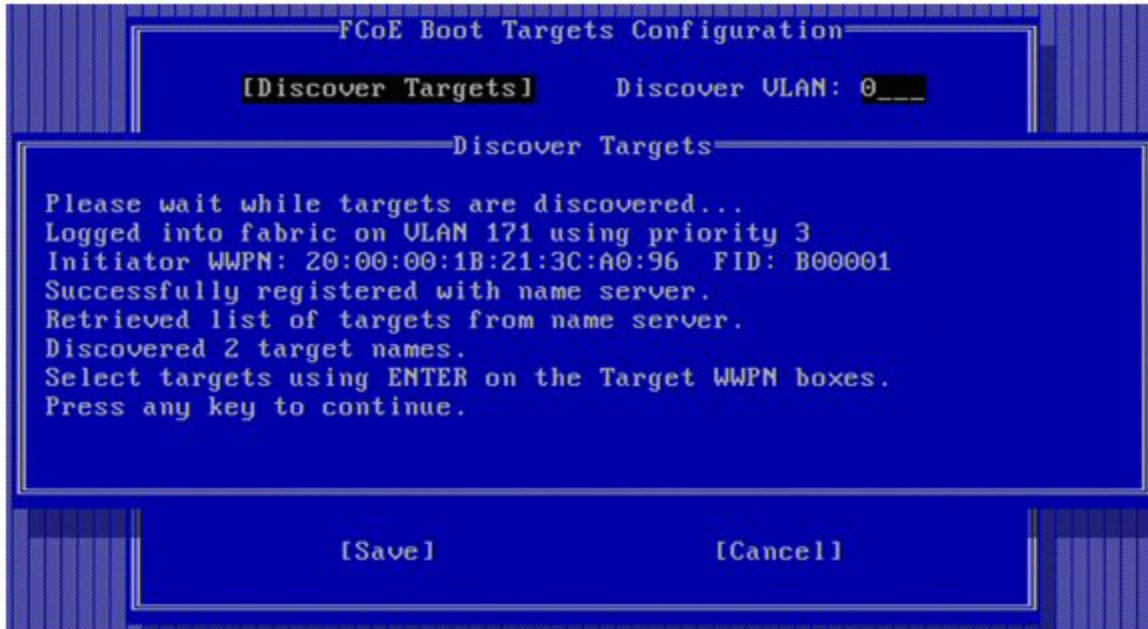 FCoE Boot Targets Configuration
[Discover Targets] Discover VLAN: 0___
Discover Targets
Please wait while targets are discovered...
Logged into fabric on VLAN 171 using priority 3
Initiator WWPN: 20:00:00:1B:21:3C:A0:96 FID: B00001
Successfully registered with name server.
Retrieved list of targets from name server.
Discovered 2 target names.
Select targets using ENTER on the Target WWPN boxes.
Press any key to continue.
[Save] [Cancel]